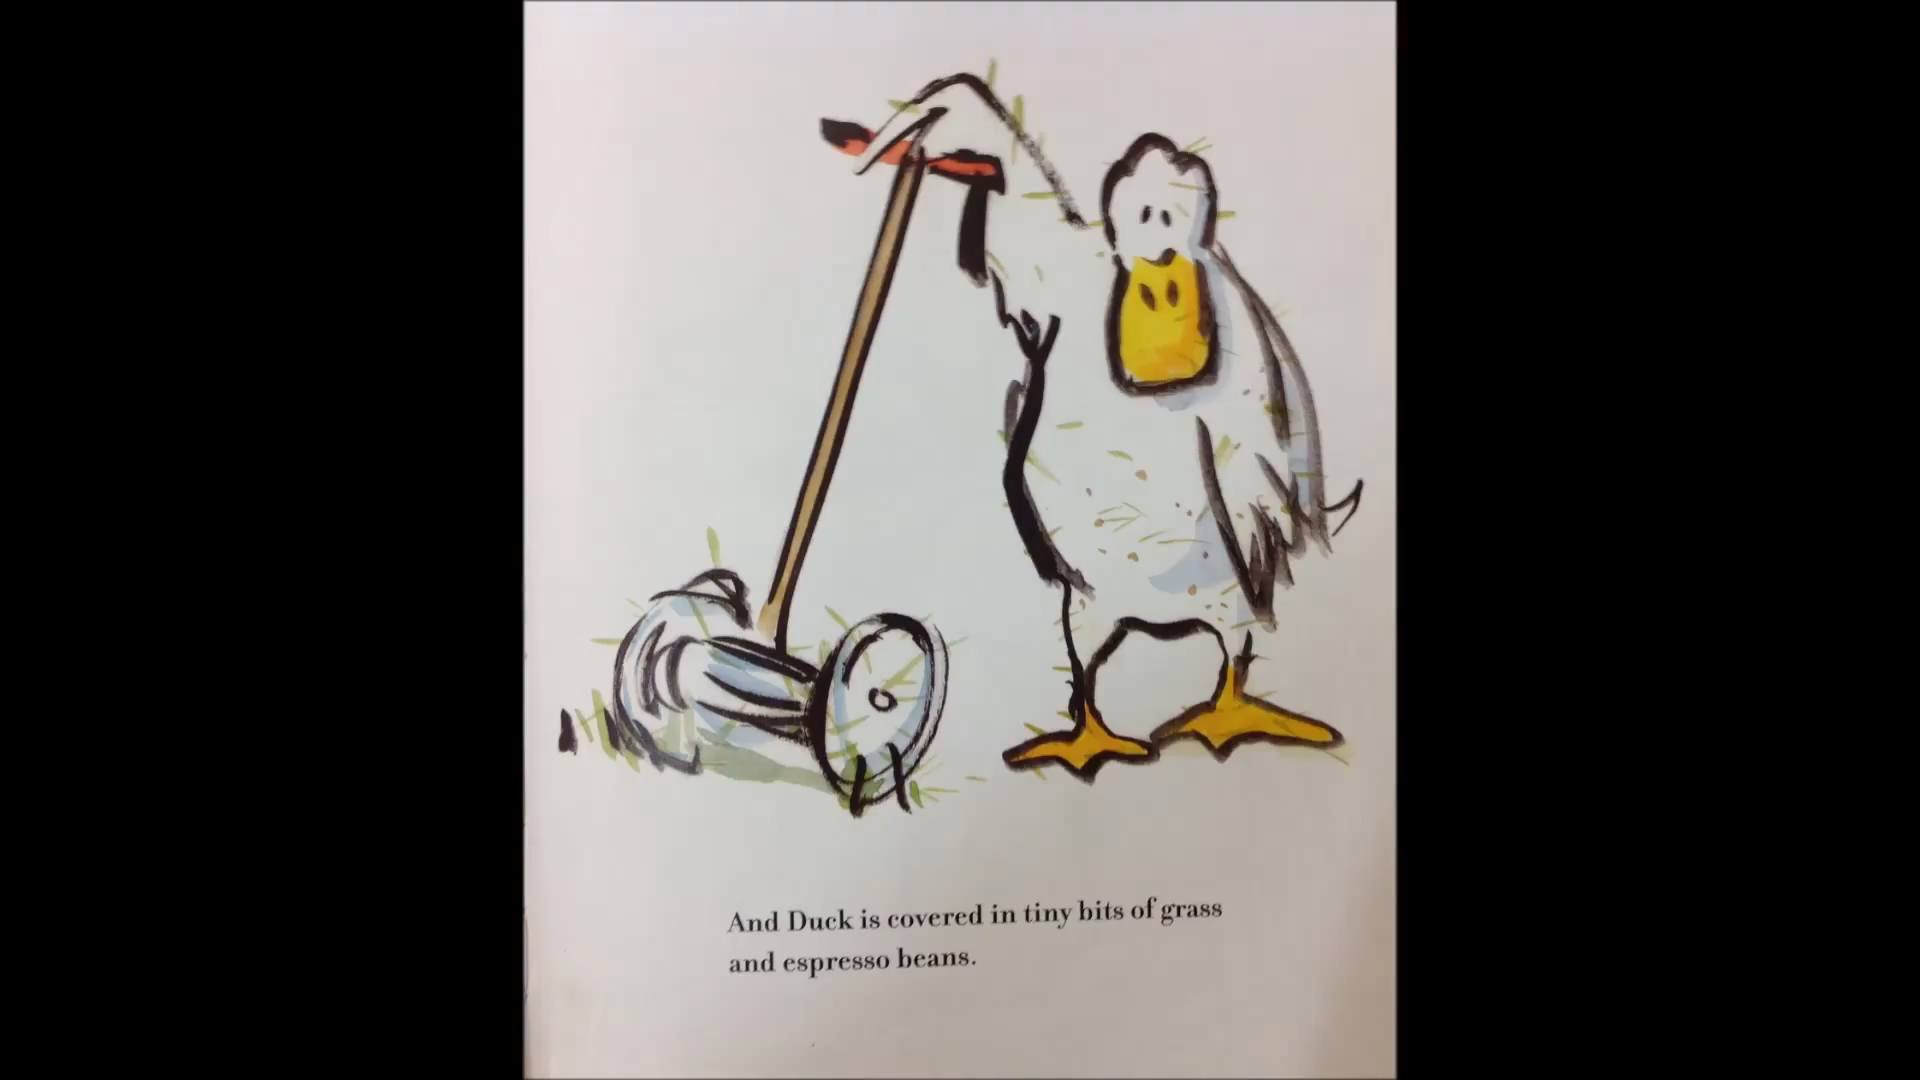 And Duck is covered in tiny bits of grass
and espresso beans.